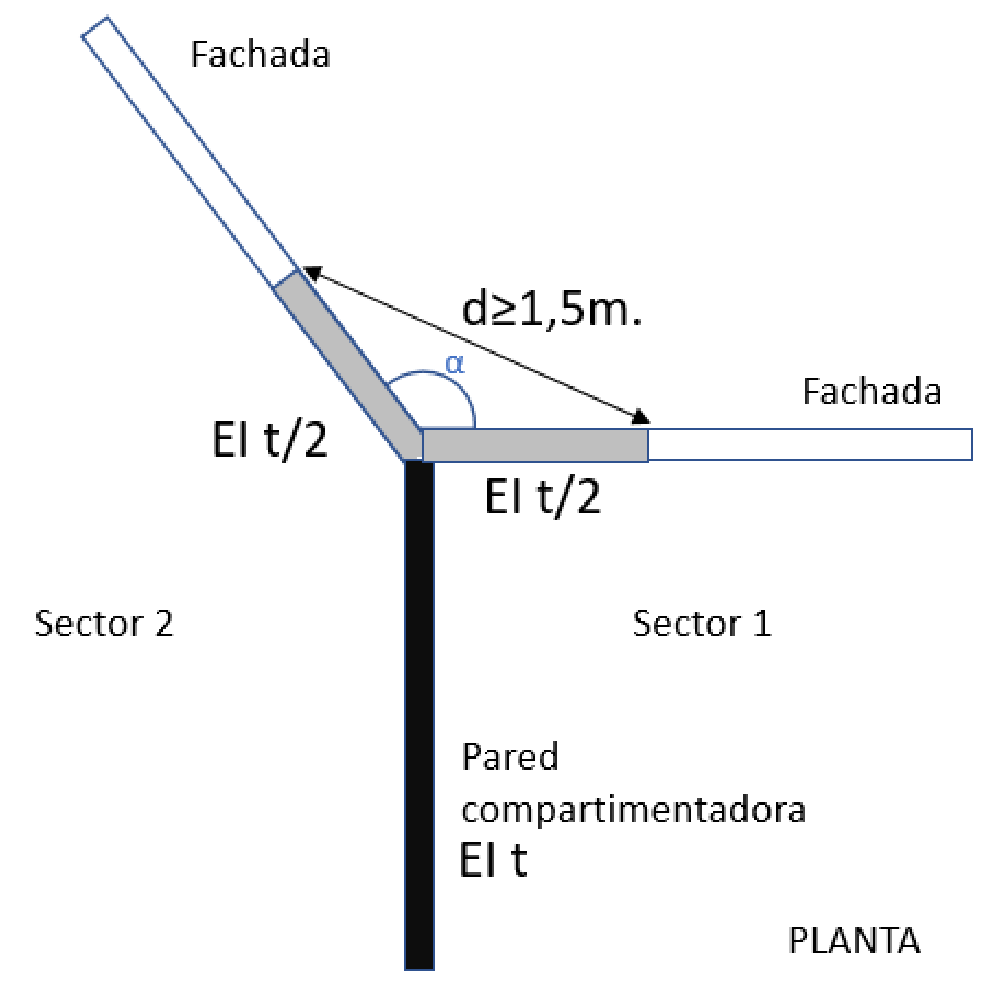 Fachada
d≥1,5m.
α
Fachada
EI t/2
EI t/2
Sector 2
Sector 1
Pared
compartimentadora
EI t
PLANTA